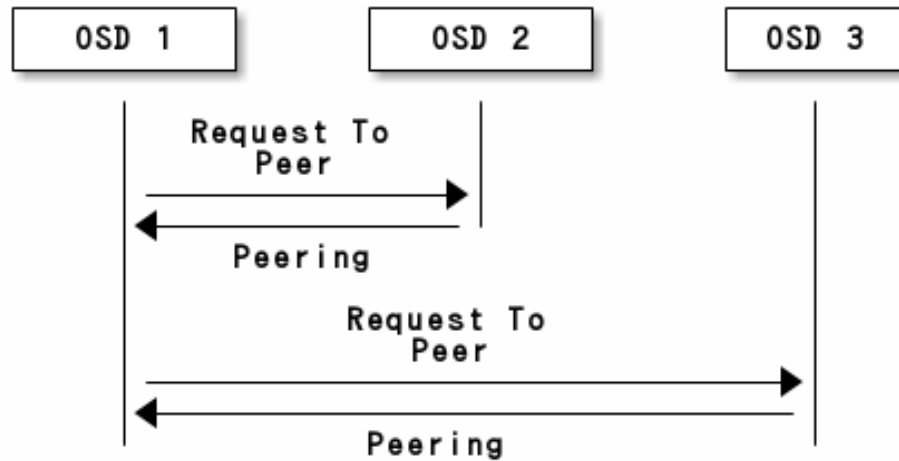 OSD 1
OSD 2
OSD 3
Request To
Peer
Peering
Request To
Peer
Peering